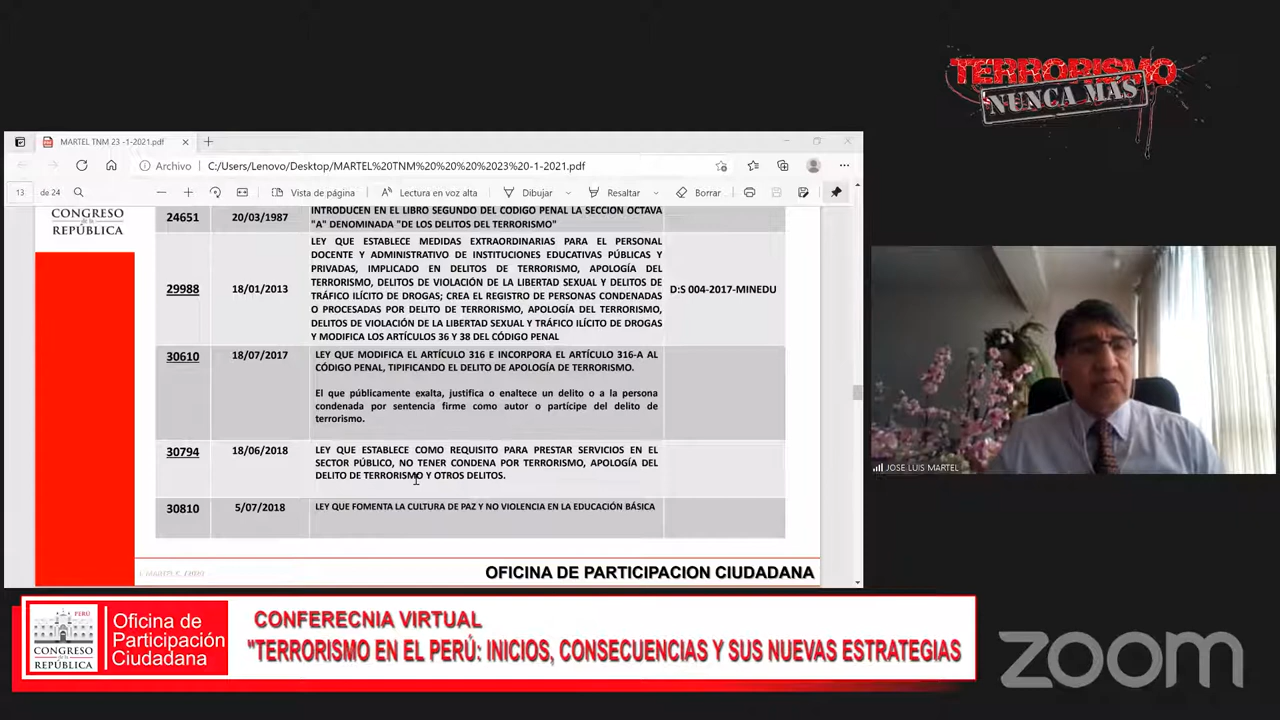 TERRORISMO
NUNCA MÁS
MARTEL TNM 23 -1-2021.pdf
Archivo
C:/Users/Lenovo/Desktop/MARTEL%20TNM%20%20%20%2023%20-1-2021.pdf
13
de 24
Vista de página
Lectura en voz alta
Dibujar
Resaltar
Borrar
CONGRESO
de la
REPÚBLICA
24651
20/03/1987
INTRODUCEN EN EL LIBRO SEGUNDO DEL CODIGO PENAL LA SECCION OCTAVA
"A" DENOMINADA "DE LOS DELITOS DEL TERRORISMO"
29988
18/01/2013
LEY QUE ESTABLECE MEDIDAS EXTRAORDINARIAS PARA EL PERSONAL
DOCENTE Y ADMINISTRATIVO DE INSTITUCIONES EDUCATIVAS PÚBLICAS Y
PRIVADAS, IMPLICADO EN DELITOS DE TERRORISMO, APOLOGÍA DEL
TERRORISMO, DELITOS DE VIOLACIÓN DE LA LIBERTAD SEXUAL Y DELITOS DE
TRÁFICO ILÍCITO DE DROGAS; CREA EL REGISTRO DE PERSONAS CONDENADAS
O PROCESADAS POR DELITO DE TERRORISMO, APOLOGÍA DEL TERRORISMO,
DELITOS DE VIOLACIÓN DE LA LIBERTAD SEXUAL Y TRÁFICO ILÍCITO DE DROGAS
Y MODIFICA LOS ARTÍCULOS 36 Y 38 DEL CÓDIGO PENAL
D:S 004-2017-MINEDU
30610
18/07/2017
LEY QUE MODIFICA EL ARTÍCULO 316 E INCORPORA EL ARTÍCULO 316-A AL
CÓDIGO PENAL, TIPIFICANDO EL DELITO DE APOLOGÍA DE TERRORISMO.
El que públicamente exalta, justifica o enaltece un delito o a la persona
condenada por sentencia firme como autor o partícipe del delito de
terrorismo.
30794
18/06/2018
LEY QUE ESTABLECE COMO REQUISITO PARA PRESTAR SERVICIOS EN EL
SECTOR PÚBLICO, NO TENER CONDENA POR TERRORISMO, APOLOGÍA DEL
DELITO DE TERRORISMO Y OTROS DELITOS.
30810
5/07/2018
LEY QUE FOMENTA LA CULTURA DE PAZ Y NO VIOLENCIA EN LA EDUCACIÓN BÁSICA
OFICINA DE PARTICIPACION CIUDADANA
JOSE LUIS MARTEL
PERÚ
CONGRESO
de la
REPÚBLICA
Oficina de
Participación
Ciudadana
CONFERECNIA VIRTUAL
"TERRORISMO EN EL PERÚ: INICIOS, CONSECUENCIAS Y SUS NUEVAS ESTRATEGIAS
zoom